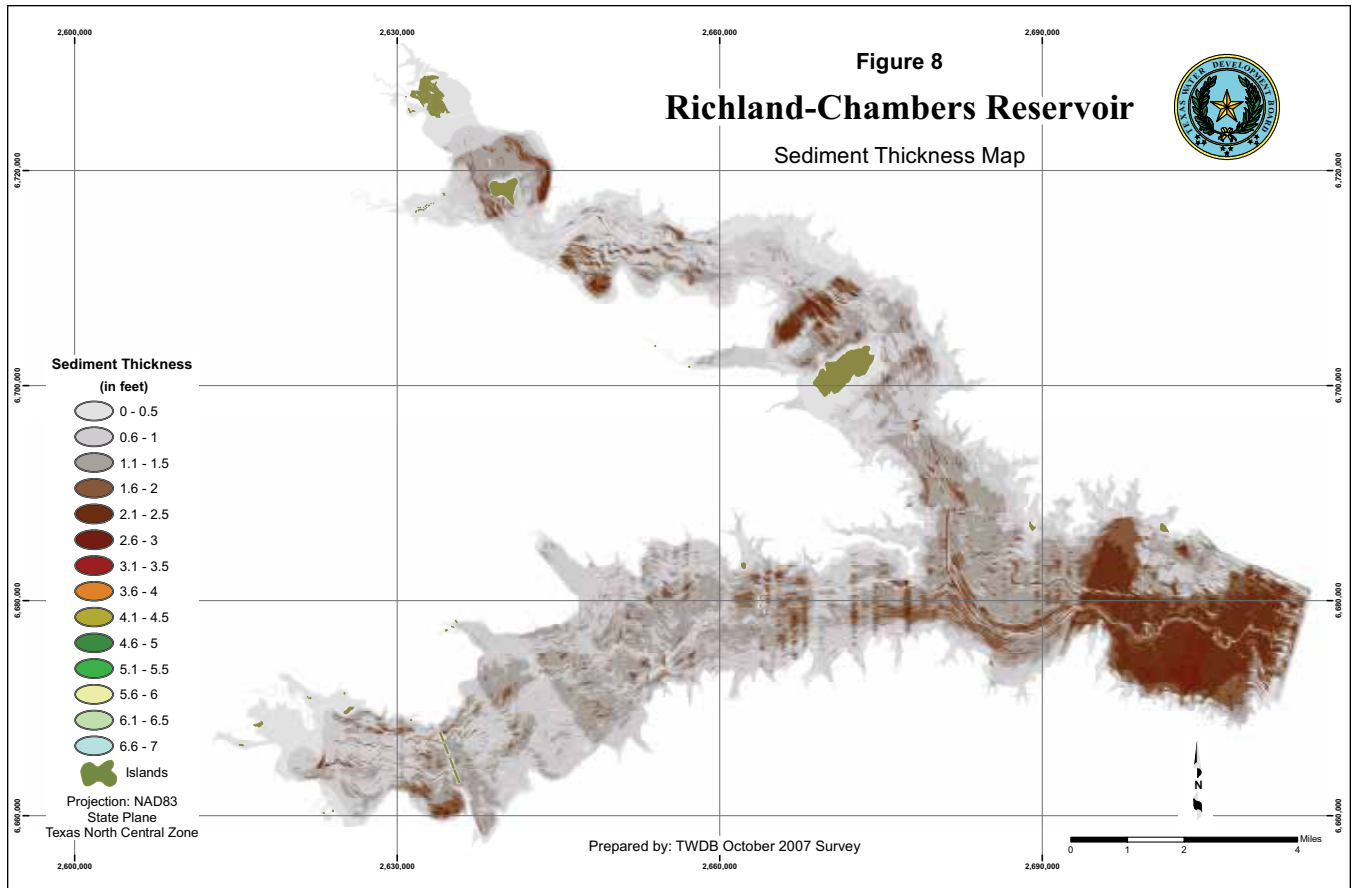 2,600,000
2,630,000
2,660,000
2,690,000
Figure 8
Richland-Chambers Reservoir
Sediment Thickness Map
TEXAS WATER DEVELOPMENT BOARD
6,720,000
6,720,000
6,700,000
6,700,000
6,680,000
6,680,000
6,660,000
6,660,000
Sediment Thickness
(in feet)
0 - 0.5
0.6 - 1
1.1 - 1.5
1.6 - 2
2.1 - 2.5
2.6 - 3
3.1 - 3.5
3.6 - 4
4.1 - 4.5
4.6 - 5
5.1 - 5.5
5.6 - 6
6.1 - 6.5
6.6 - 7
Islands
Projection: NAD83
State Plane
Texas North Central Zone
N
Miles
0 1 2 4
Prepared by: TWDB October 2007 Survey
2,600,000
2,630,000
2,660,000
2,690,000